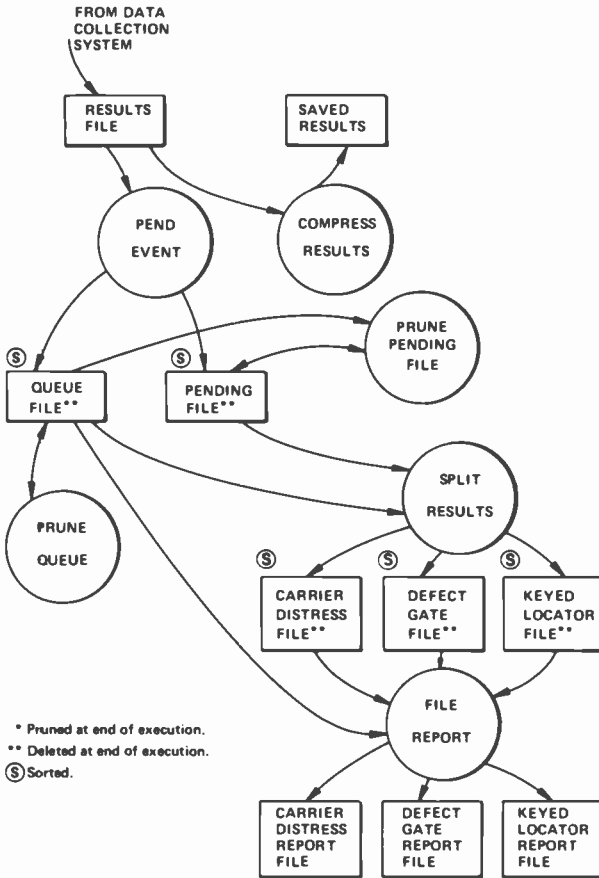 FROM DATA
COLLECTION
SYSTEM
RESULTS
FILE
SAVED
RESULTS
PEND
EVENT
COMPRESS
RESULTS
PRUNE
PENDING
FILE
S
QUEUE
FILE**
S
PENDING
FILE**
PRUNE
QUEUE
SPLIT
RESULTS
S
CARRIER
DISTRESS
FILE**
S
DEFECT
GATE
FILE**
S
KEYED
LOCATOR
FILE**
FILE
REPORT
* Pruned at end of execution.
** Deleted at end of execution.
S Sorted.
CARRIER
DISTRESS
REPORT
FILE
DEFECT
GATE
REPORT
FILE
KEYED
LOCATOR
REPORT
FILE